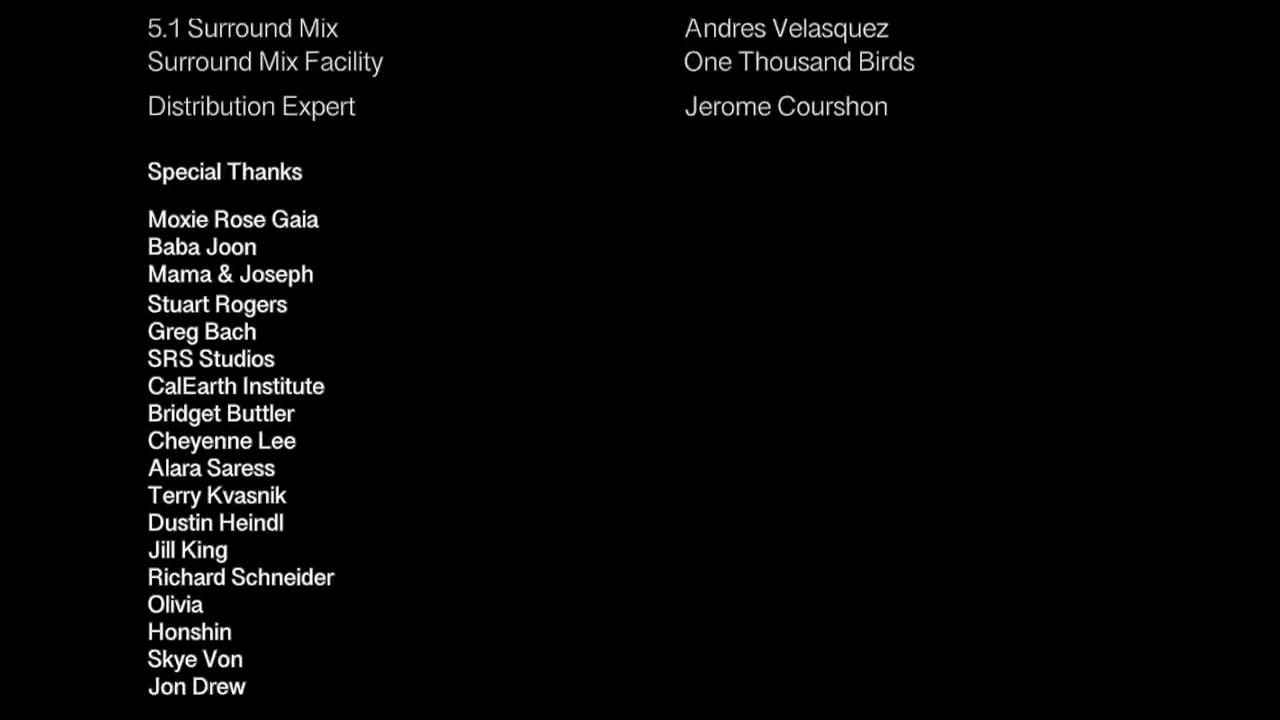 5.1 Surround Mix Andres Velasquez
Surround Mix Facility One Thousand Birds
Distribution Expert Jerome Courshon
Special Thanks
Moxie Rose Gaia
Baba Joon
Mama & Joseph
Stuart Rogers
Greg Bach
SRS Studios
CalEarth Institute
Bridget Buttler
Cheyenne Lee
Alara Saress
Terry Kvasnik
Dustin Heindl
Jill King
Richard Schneider
Olivia
Honshin
Skye Von
Jon Drew